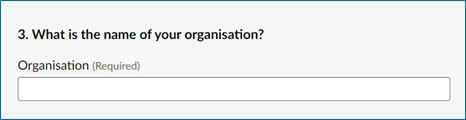 3. What is the name of your organisation?
Organisation (Required)